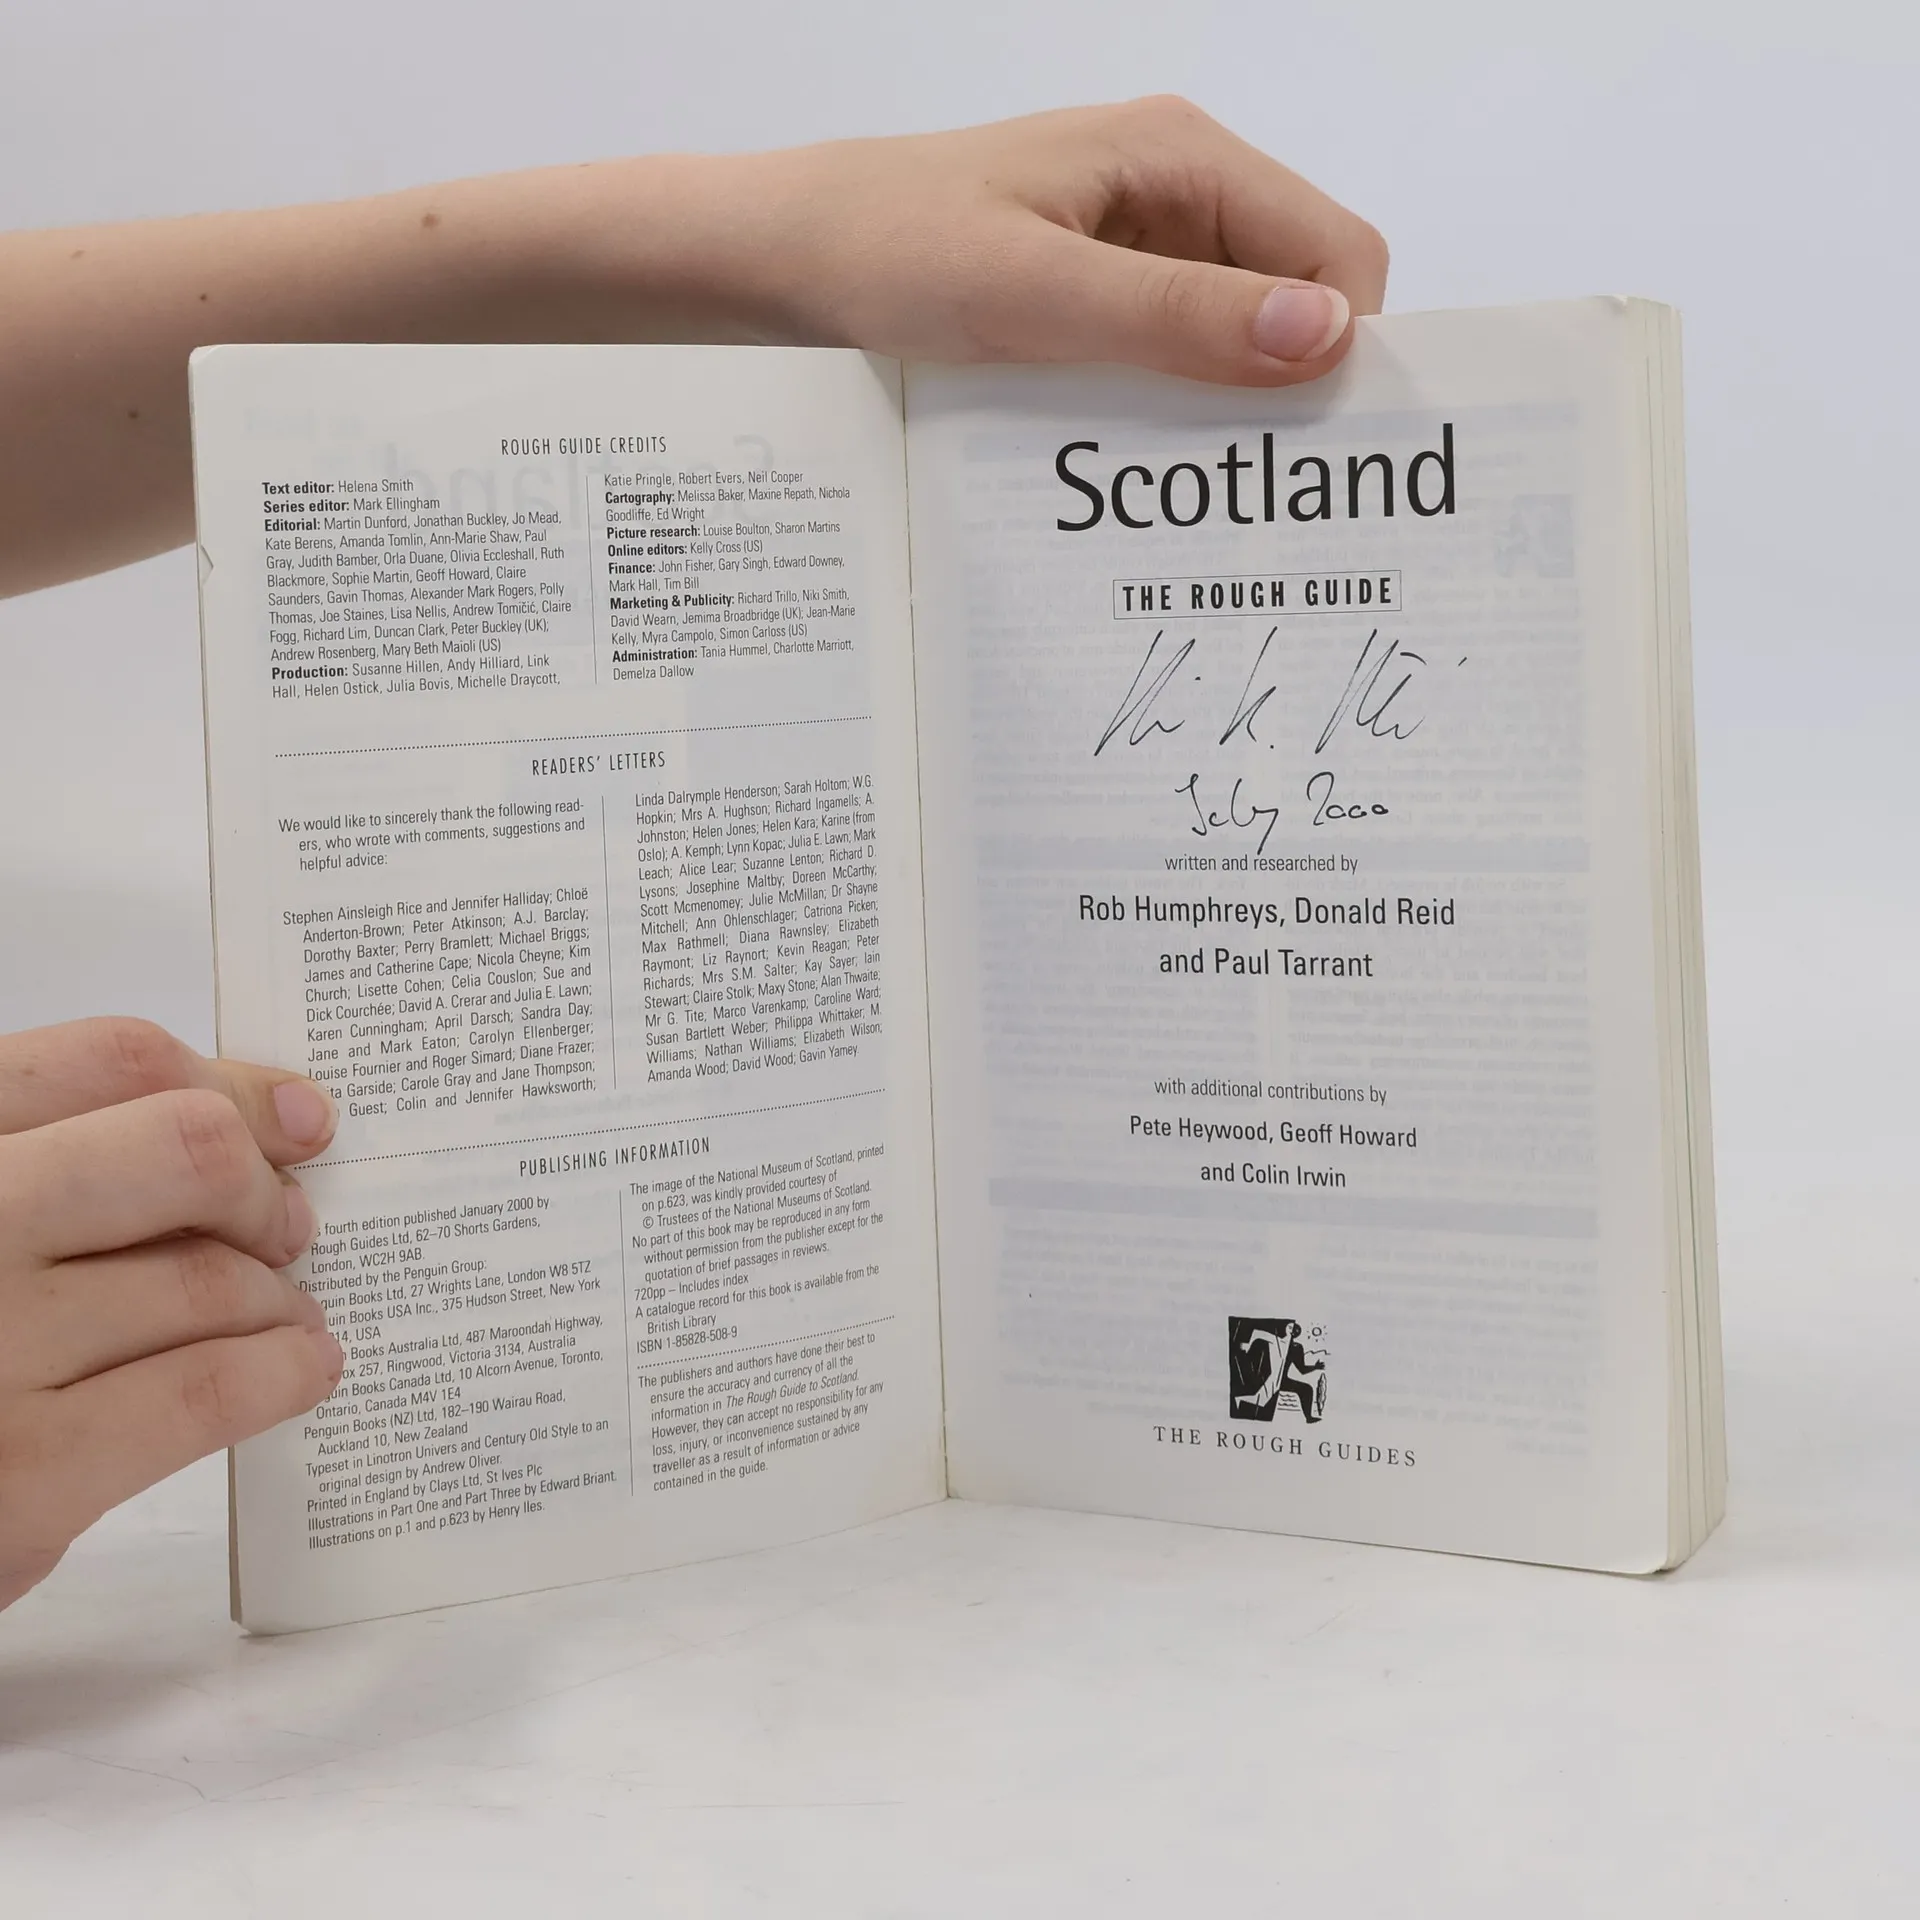 ROUGH GUIDE CREDITS
Text editor: Helena Smith
Series editor: Mark Ellingham
Editorial: Martin Dunford, Jonathan Buckley, Jo Mead,
Kate Berens, Amanda Tomlin, Ann-Marie Shaw, Paul
Gray, Judith Bamber, Orla Duane, Olivia Eccleshall, Ruth
Blackmore, Sophie Martin, Geoff Howard, Claire
Saunders, Gavin Thomas, Alexander Mark Rogers, Polly
Thomas, Joe Staines, Lisa Nellis, Andrew Tomičić, Claire
Fogg, Richard Lim, Duncan Clark, Peter Buckley (UK);
Andrew Rosenberg, Mary Beth Maioli (US)
Production: Susanne Hillen, Andy Hilliard, Link
Hall, Helen Ostick, Julia Bovis, Michelle Draycott,
Katie Pringle, Robert Evers, Neil Cooper
Cartography: Melissa Baker, Maxine Repath, Nichola
Goodliffe, Ed Wright
Picture research: Louise Boulton, Sharon Martins
Online editors: Kelly Cross (US)
Finance: John Fisher, Gary Singh, Edward Downey,
Mark Hall, Tim Bill
Marketing & Publicity: Richard Trillo, Niki Smith,
David Wearn, Jemima Broadbridge (UK); Jean-Marie
Kelly, Myra Campolo, Simon Carloss (US)
Administration: Tania Hummel, Charlotte Marriott,
Demelza Dallow
READERS' LETTERS
We would like to sincerely thank the following read-
ers, who wrote with comments, suggestions and
helpful advice:
Stephen Ainsleigh Rice and Jennifer Halliday; Chloë
Anderton-Brown; Peter Atkinson; A.J. Barclay;
Dorothy Baxter; Perry Bramlett; Michael Briggs;
James and Catherine Cape; Nicola Cheyne; Kim
Church; Lisette Cohen; Celia Couslon; Sue and
Dick Courchée; David A. Crerar and Julia E. Lawn;
Karen Cunningham; April Darsch; Sandra Day;
Jane and Mark Eaton; Carolyn Ellenberger;
Louise Fournier and Roger Simard; Diane Frazer;
Garside; Carole Gray and Jane Thompson;
Guest; Colin and Jennifer Hawksworth;
Linda Dalrymple Henderson; Sarah Holtom; W.G.
Hopkin; Mrs A. Hughson; Richard Ingamells; A.
Johnston; Helen Jones; Helen Kara; Karine (from
Oslo); A. Kemph; Lynn Kopac; Julia E. Lawn; Mark
Leach; Alice Lear; Suzanne Lenton; Richard D.
Lysons; Josephine Maltby; Doreen McCarthy;
Scott Mcmenomey; Julie McMillan; Dr Shayne
Mitchell; Ann Ohlenschlager; Catriona Picken;
Max Rathmell; Diana Rawnsley; Elizabeth
Raymont; Liz Raynort; Kevin Reagan; Peter
Richards; Mrs S.M. Salter; Kay Sayer; Iain
Stewart; Claire Stolk; Maxy Stone; Alan Thwaite;
Mr G. Tite; Marco Varenkamp; Caroline Ward;
Susan Bartlett Weber; Philippa Whittaker; M.
Williams; Nathan Williams; Elizabeth Wilson;
Amanda Wood; David Wood; Gavin Yamey.
PUBLISHING INFORMATION
fourth edition published January 2000 by
Rough Guides Ltd, 62–70 Shorts Gardens,
London, WC2H 9AB.
Distributed by the Penguin Group:
Books Ltd, 27 Wrights Lane, London W8 5TZ
Books USA Inc., 375 Hudson Street, New York
USA
Books Australia Ltd, 487 Maroondah Highway,
257, Ringwood, Victoria 3134, Australia
Books Canada Ltd, 10 Alcorn Avenue, Toronto,
Ontario, Canada M4V 1E4
Penguin Books (NZ) Ltd, 182–190 Wairau Road,
Auckland 10, New Zealand
Typeset in Linotron Univers and Century Old Style to an
original design by Andrew Oliver.
Printed in England by Clays Ltd, St Ives Plc
Illustrations in Part One and Part Three by Edward Briant.
Illustrations on p.1 and p.623 by Henry Iles.
The image of the National Museum of Scotland, printed
on p.623, was kindly provided courtesy of
© Trustees of the National Museums of Scotland.
No part of this book may be reproduced in any form
without permission from the publisher except for the
quotation of brief passages in reviews.
720pp – Includes index
A catalogue record for this book is available from the
British Library
ISBN 1-85828-508-9
The publishers and authors have done their best to
ensure the accuracy and currency of all the
information in The Rough Guide to Scotland.
However, they can accept no responsibility for any
loss, injury, or inconvenience sustained by any
traveller as a result of information or advice
contained in the guide.
Scotland
THE ROUGH GUIDE
2000
written and researched by
Rob Humphreys, Donald Reid
and Paul Tarrant
with additional contributions by
Pete Heywood, Geoff Howard
and Colin Irwin
THE ROUGH GUIDES